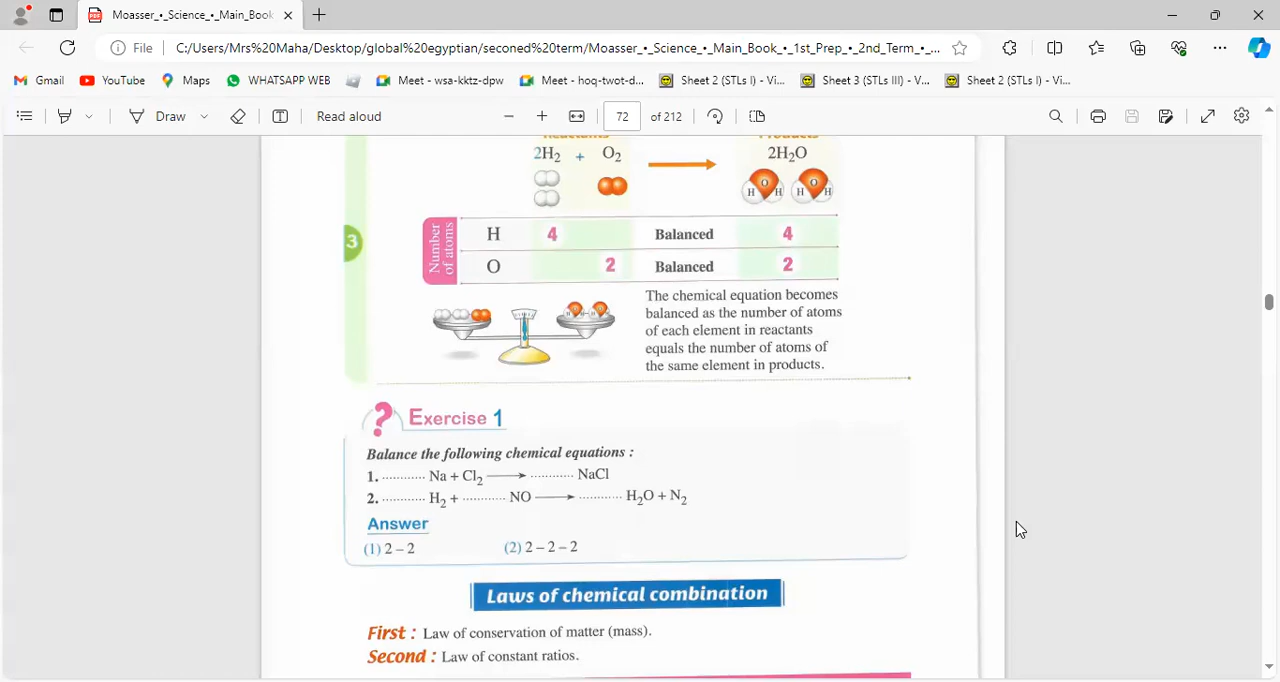 Moasser_•_Science_•_Main_Book
File C:/Users/Mrs%20Maha/Desktop/global%20egyptian/seconed%20term/Moasser_•_Science_•_Main_Book_•_1st_Prep_•_2nd_Term_•_...
Gmail YouTube Maps WHATSAPP WEB Meet - wsa-kktz-dpw Meet - hoq-twot-d... Sheet 2 (STLs I) - Vi... Sheet 3 (STLs III) - V... Sheet 2 (STLs I) - Vi...
Draw Read aloud 72 of 212
Reactants Products
2H₂ + O₂ 2H₂O
H O H H O H
3
Number of atoms
H 4 Balanced 4
O 2 Balanced 2
The chemical equation becomes
balanced as the number of atoms
of each element in reactants
equals the number of atoms of
the same element in products.
? Exercise 1
Balance the following chemical equations :
1. ........... Na + Cl₂ ⟶ ........... NaCl
2. ........... H₂ + ........... NO ⟶ ........... H₂O + N₂
Answer
(1) 2 – 2 (2) 2 – 2 – 2
Laws of chemical combination
First : Law of conservation of matter (mass).
Second : Law of constant ratios.